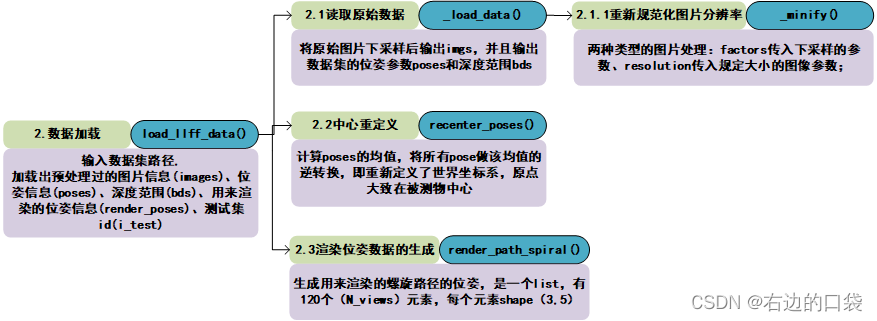 2.1读取原始数据 _load_data()
将原始图片下采样后输出imgs,并且输出
数据集的位姿参数poses和深度范围bds
2.1.1重新规范化图片分辨率 _minify()
两种类型的图片处理:factors传入下采样的参
数、resolution传入规定大小的图像参数;
2.数据加载 load_llff_data()
输入数据集路径.
加载出预处理过的图片信息(images)、位
姿信息(poses)、深度范围(bds)、用来渲
染的位姿信息(render_poses)、测试集
id(i_test)
2.2中心重定义 recenter_poses()
计算poses的均值,将所有pose做该均值的
逆转换,即重新定义了世界坐标系,原点
大致在被测物中心
2.3渲染位姿数据的生成 render_path_spiral()
生成用来渲染的螺旋路径的位姿,是一个list,有
120个(N_views)元素,每个元素shape(3,5)
CSDN @右边的口袋